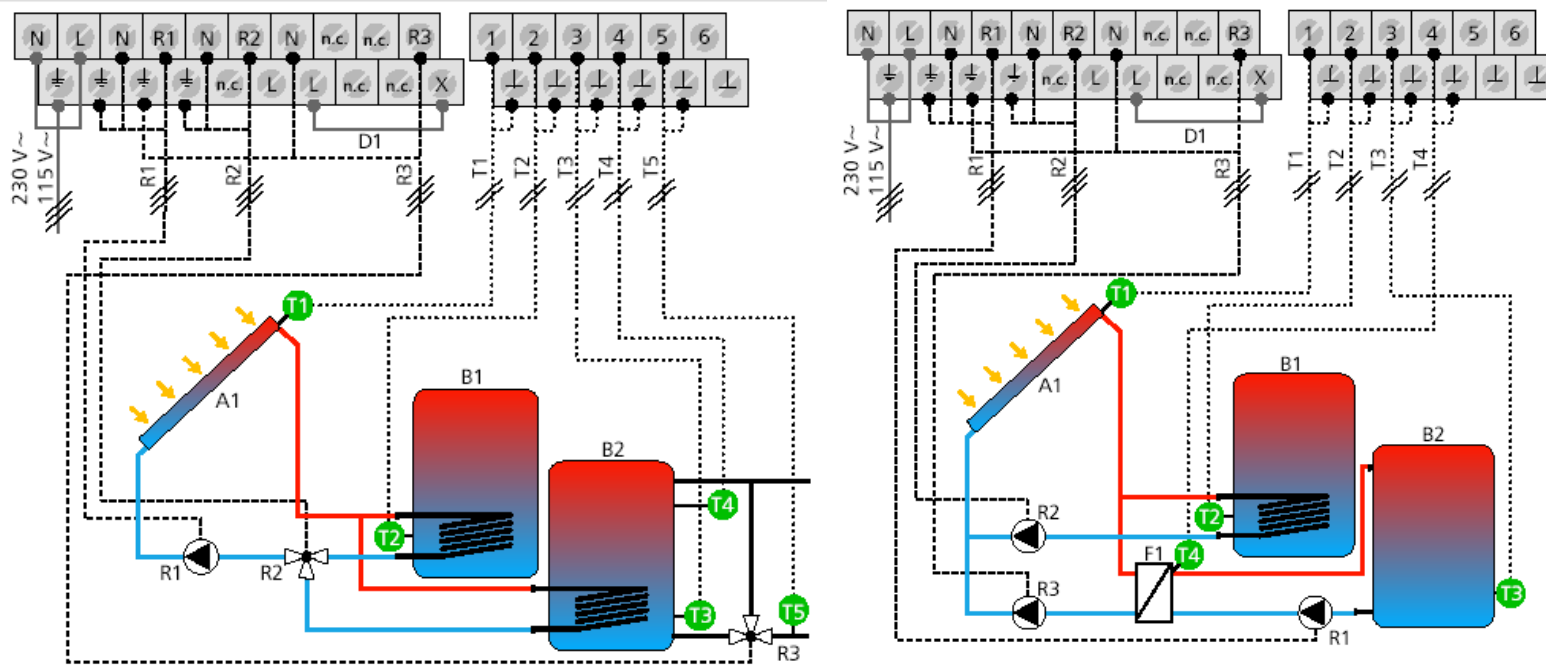 N L N R1 N R2 N n.c. n.c. R3
n.c. L L n.c. n.c. X
1 2 3 4 5 6
D1
230 V~
115 V~
R1 R2 R3
T1 T2 T3 T4 T5
T1
A1
B1
B2
T4
T2
R1 R2
T3
T5
R3
N L N R1 N R2 N n.c. n.c. R3
n.c. L L n.c. n.c. X
1 2 3 4 5 6
D1
230 V~
115 V~
R1 R2 R3
T1 T2 T3 T4
T1
A1
B1
B2
R2
T2
F1 T4
R3
T3
R1